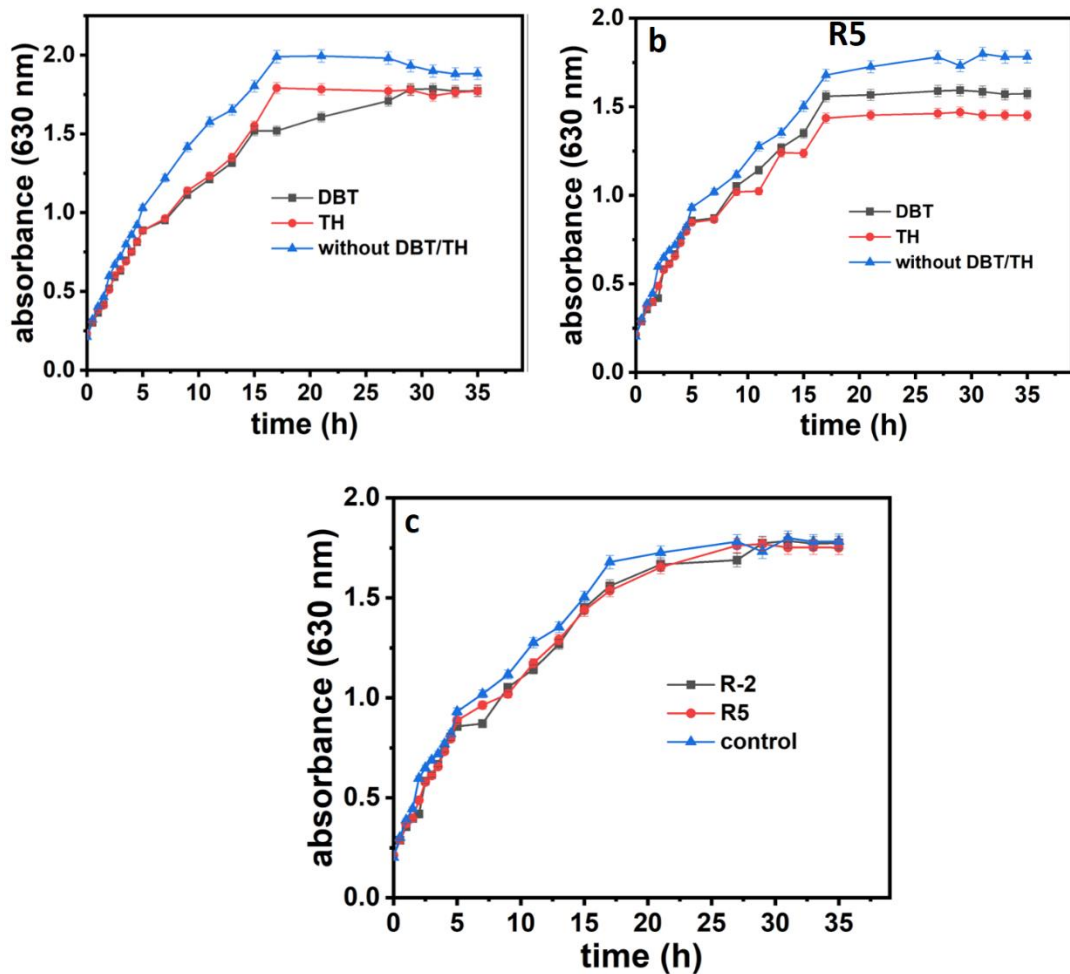 absorbance (630 nm)
2.0
1.5
1.0
0.5
0.0
DBT
TH
without DBT/TH
0 5 10 15 20 25 30 35
time (h)
b R5
absorbance (630 nm)
2.0
1.5
1.0
0.5
0.0
DBT
TH
without DBT/TH
0 5 10 15 20 25 30 35
time (h)
c
absorbance (630 nm)
2.0
1.5
1.0
0.5
0.0
R-2
R5
control
0 5 10 15 20 25 30 35
time (h)